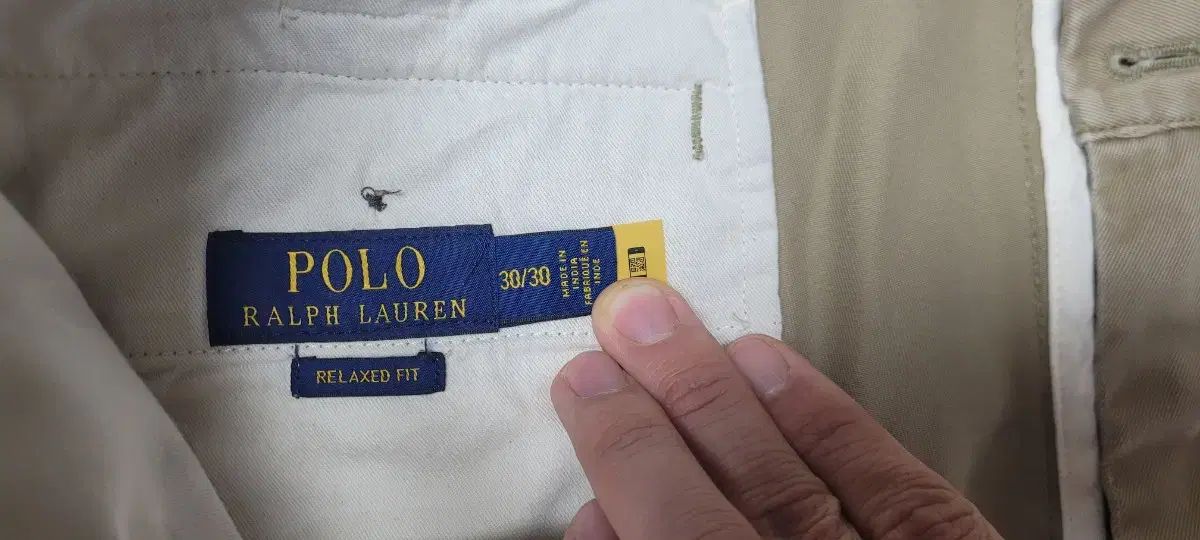 POLO
RALPH LAUREN
30/30
MADE IN
INDIA
FABRIQUÉ EN
INDE
RELAXED FIT